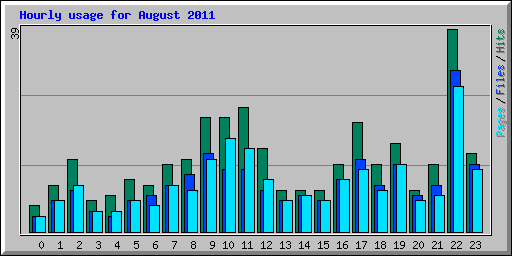 Hourly usage for August 2011
39
Pages/Files/Hits
0 1 2 3 4 5 6 7 8 9 10 11 12 13 14 15 16 17 18 19 20 21 22 23